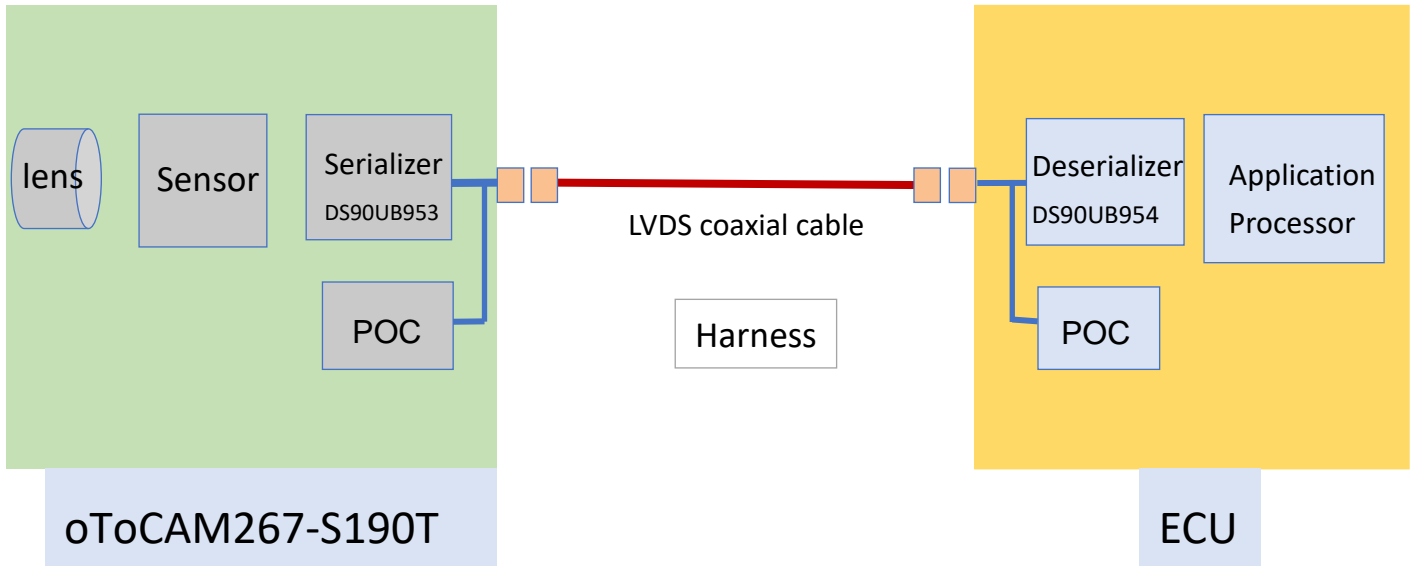 lens
Sensor
Serializer
DS90UB953
POC
LVDS coaxial cable
Harness
Deserializer
DS90UB954
POC
Application
Processor
oToCAM267-S190T
ECU